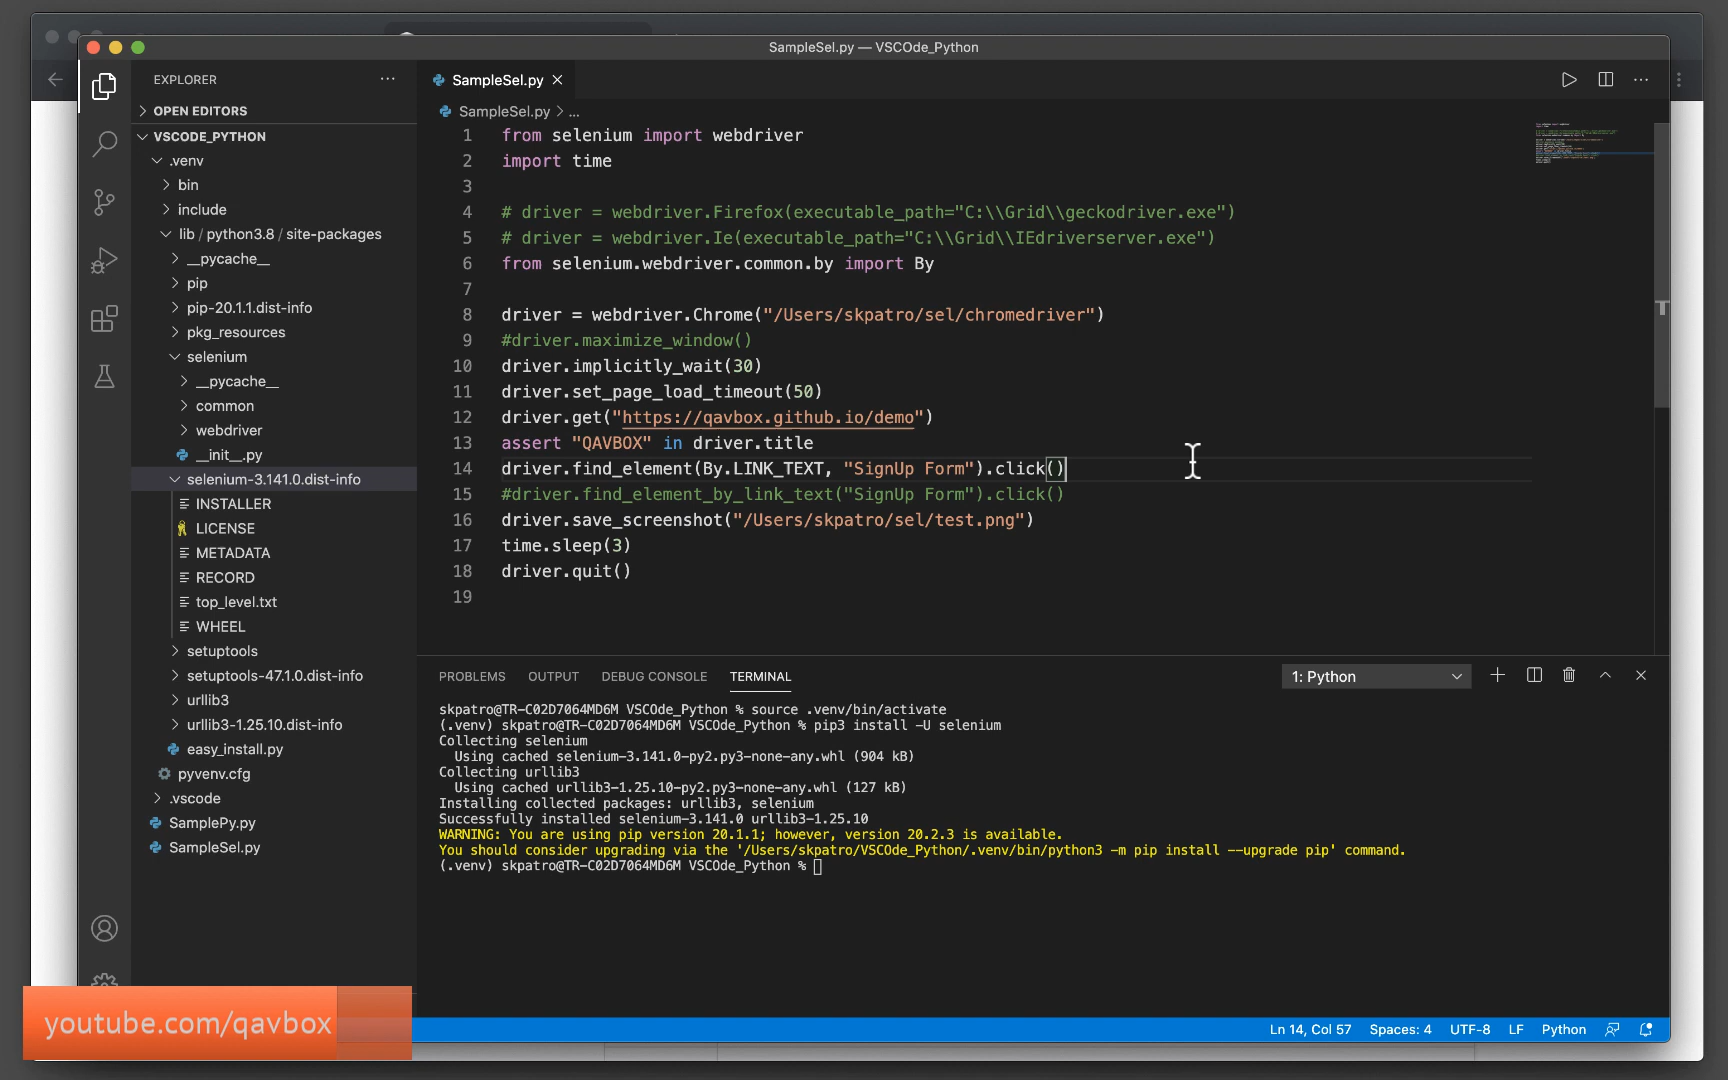 SampleSel.py — VSCOde_Python
EXPLORER
OPEN EDITORS
VSCODE_PYTHON
.venv
bin
include
lib / python3.8 / site-packages
__pycache__
pip
pip-20.1.1.dist-info
pkg_resources
selenium
__pycache__
common
webdriver
__init__.py
selenium-3.141.0.dist-info
INSTALLER
LICENSE
METADATA
RECORD
top_level.txt
WHEEL
setuptools
setuptools-47.1.0.dist-info
urllib3
urllib3-1.25.10.dist-info
easy_install.py
pyvenv.cfg
.vscode
SamplePy.py
SampleSel.py
SampleSel.py
SampleSel.py > ...
1 from selenium import webdriver
2 import time
3
4 # driver = webdriver.Firefox(executable_path="C:\\Grid\\geckodriver.exe")
5 # driver = webdriver.Ie(executable_path="C:\\Grid\\IEdriverserver.exe")
6 from selenium.webdriver.common.by import By
7
8 driver = webdriver.Chrome("/Users/skpatro/sel/chromedriver")
9 #driver.maximize_window()
10 driver.implicitly_wait(30)
11 driver.set_page_load_timeout(50)
12 driver.get("https://qavbox.github.io/demo")
13 assert "QAVBOX" in driver.title
14 driver.find_element(By.LINK_TEXT, "SignUp Form").click()
15 #driver.find_element_by_link_text("SignUp Form").click()
16 driver.save_screenshot("/Users/skpatro/sel/test.png")
17 time.sleep(3)
18 driver.quit()
19
PROBLEMS OUTPUT DEBUG CONSOLE TERMINAL 1: Python
skpatro@TR-C02D7064MD6M VSCOde_Python % source .venv/bin/activate
(.venv) skpatro@TR-C02D7064MD6M VSCOde_Python % pip3 install -U selenium
Collecting selenium
Using cached selenium-3.141.0-py2.py3-none-any.whl (904 kB)
Collecting urllib3
Using cached urllib3-1.25.10-py2.py3-none-any.whl (127 kB)
Installing collected packages: urllib3, selenium
Successfully installed selenium-3.141.0 urllib3-1.25.10
WARNING: You are using pip version 20.1.1; however, version 20.2.3 is available.
You should consider upgrading via the '/Users/skpatro/VSCOde_Python/.venv/bin/python3 -m pip install --upgrade pip' command.
(.venv) skpatro@TR-C02D7064MD6M VSCOde_Python %
youtube.com/qavbox
Ln 14, Col 57 Spaces: 4 UTF-8 LF Python